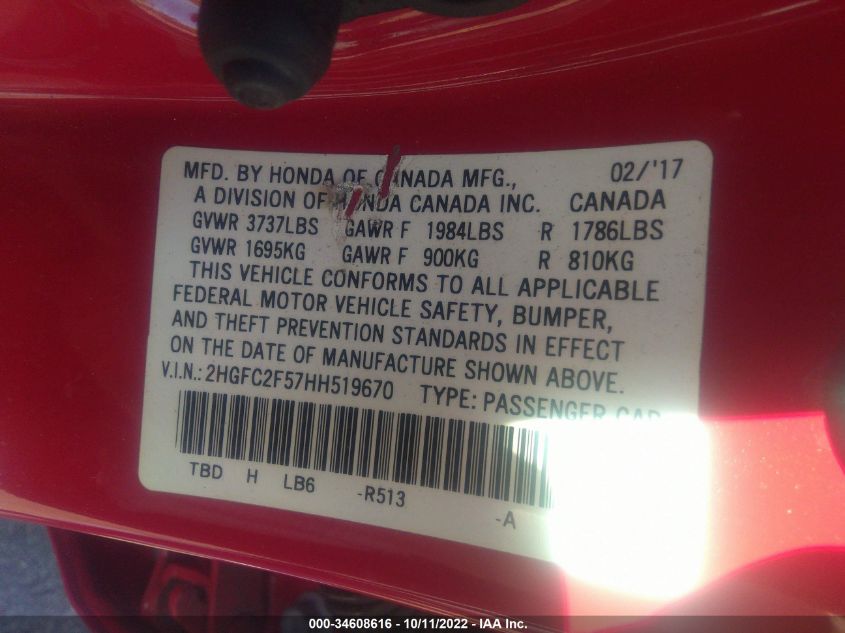 MFD. BY HONDA OF CANADA MFG., 02/'17
A DIVISION OF HONDA CANADA INC. CANADA
GVWR 3737LBS GAWR F 1984LBS R 1786LBS
GVWR 1695KG GAWR F 900KG R 810KG
THIS VEHICLE CONFORMS TO ALL APPLICABLE
FEDERAL MOTOR VEHICLE SAFETY, BUMPER,
AND THEFT PREVENTION STANDARDS IN EFFECT
ON THE DATE OF MANUFACTURE SHOWN ABOVE.
V.I.N.: 2HGFC2F57HH519670 TYPE: PASSENGER CAR
TBD H LB6 -R513 -A
000-34608616 - 10/11/2022 - IAA Inc.